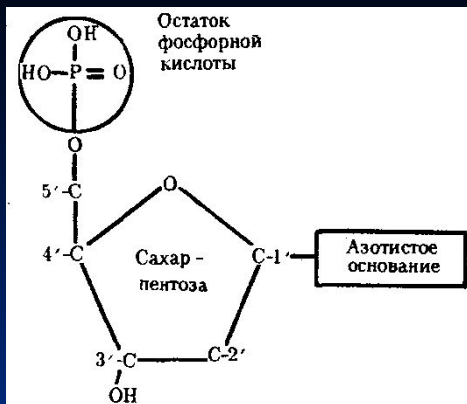 Остаток
фосфорной
кислоты
OH
HO-P=O
O
5′-C
O
4′-C
Сахар-
пентоза
C-1′
Азотистое
основание
3′-C
C-2′
OH